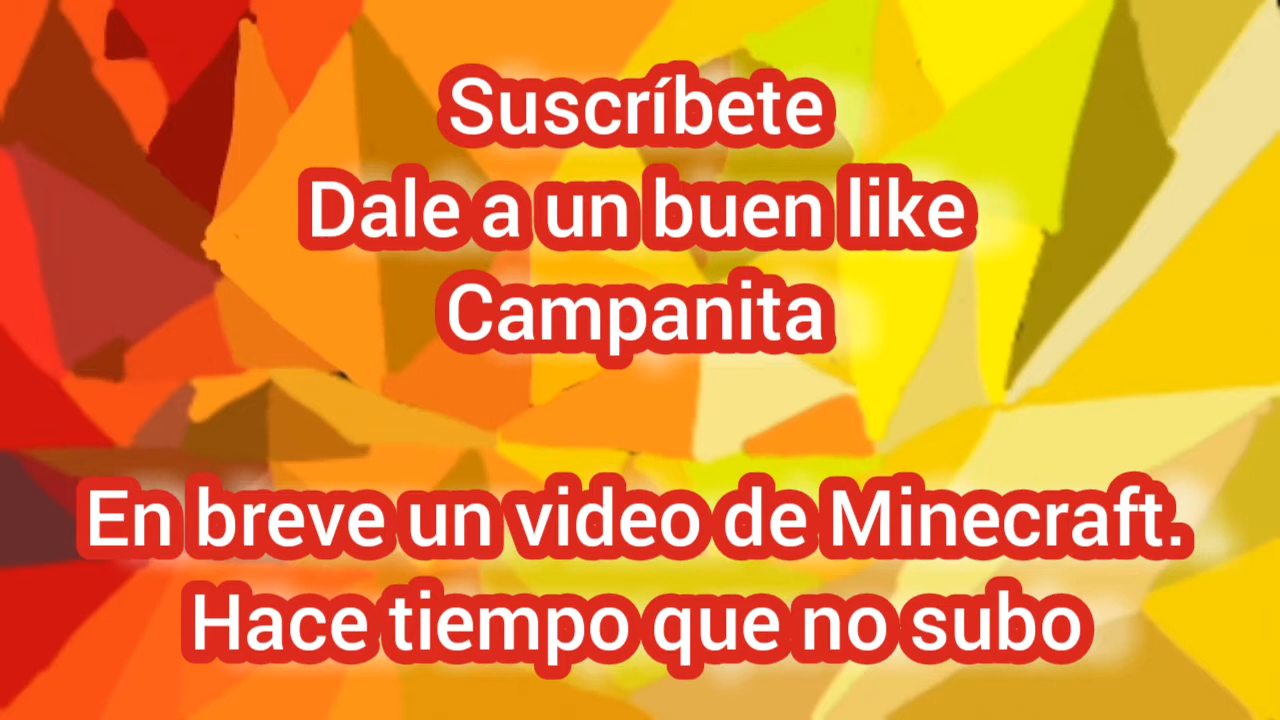 Suscríbete
Dale a un buen like
Campanita
En breve un video de Minecraft.
Hace tiempo que no subo